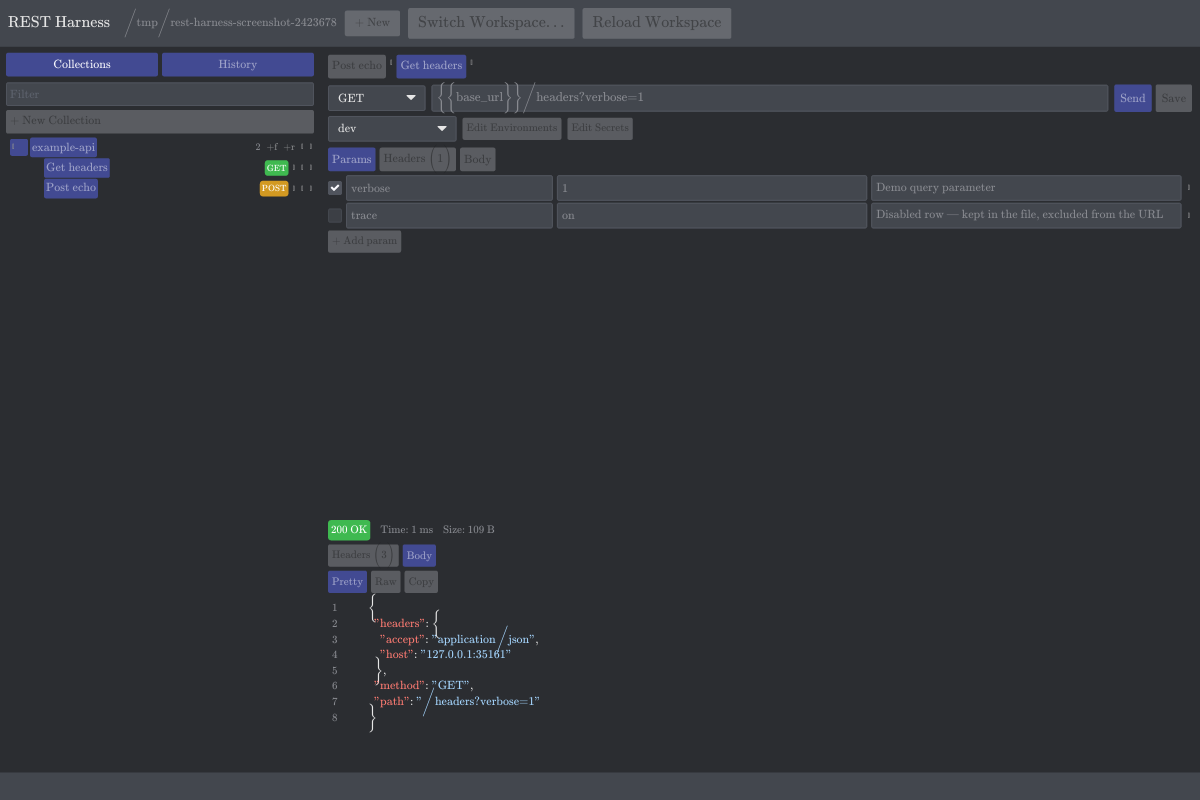 REST Harness /tmp/rest-harness-screenshot-2423678 + New Switch Workspace... Reload Workspace
Collections History
Filter
+ New Collection
example-api 2 +f +r
Get headers GET
Post echo POST
Post echo Get headers
GET {{base_url}}/headers?verbose=1 Send Save
dev Edit Environments Edit Secrets
Params Headers (1) Body
verbose 1 Demo query parameter
trace on Disabled row — kept in the file, excluded from the URL
+ Add param
200 OK Time: 1 ms Size: 109 B
Headers (3) Body
Pretty Raw Copy
1 {
2 "headers": {
3 "accept": "application/json",
4 "host": "127.0.0.1:35161"
5 },
6 "method": "GET",
7 "path": "/headers?verbose=1"
8 }